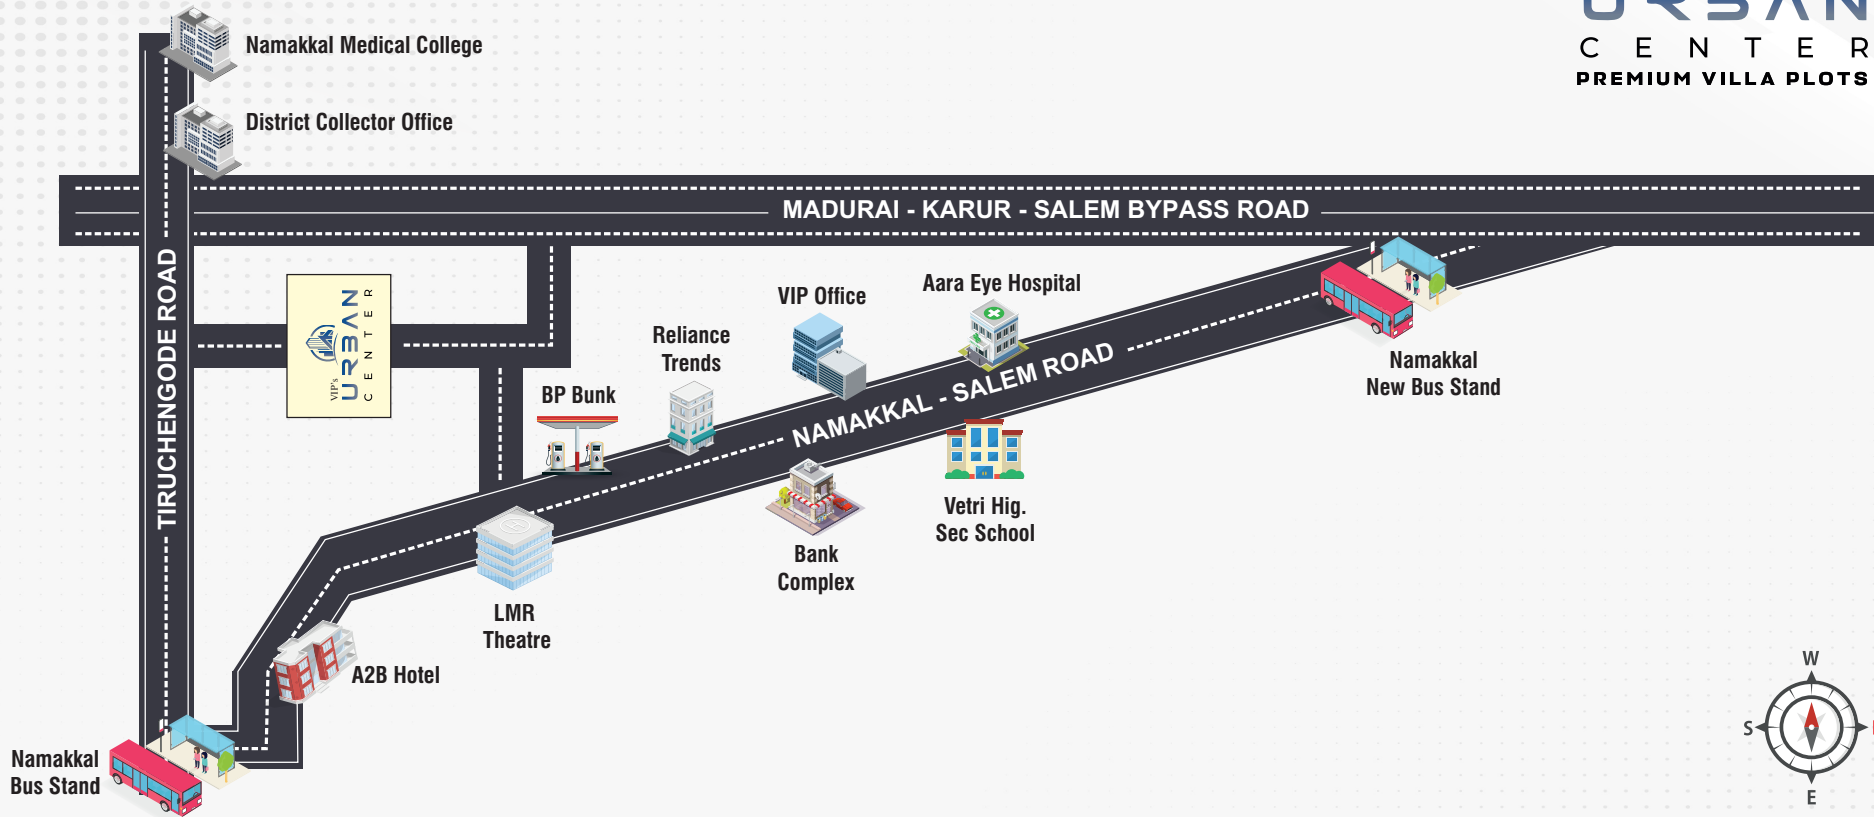 URBAN
CENTER
PREMIUM VILLA PLOTS
Namakkal Medical College
District Collector Office
MADURAI - KARUR - SALEM BYPASS ROAD
TIRUCHENGODE ROAD
VIP's
URBAN
CENTER
Aara Eye Hospital
VIP Office
Reliance
Trends
BP Bunk
NAMAKKAL - SALEM ROAD
Namakkal
New Bus Stand
Vetri Hig.
Sec School
Bank
Complex
LMR
Theatre
A2B Hotel
Namakkal
Bus Stand
W
S
E